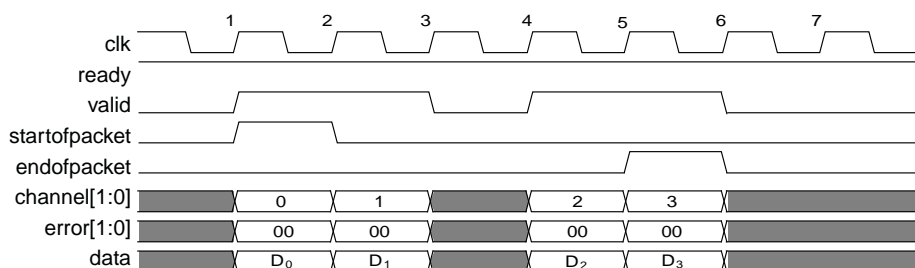 1 2 3 4 5 6 7
clk
ready
valid
startofpacket
endofpacket
channel[1:0] 0 1 2 3
error[1:0] 00 00 00 00
data D₀ D₁ D₂ D₃